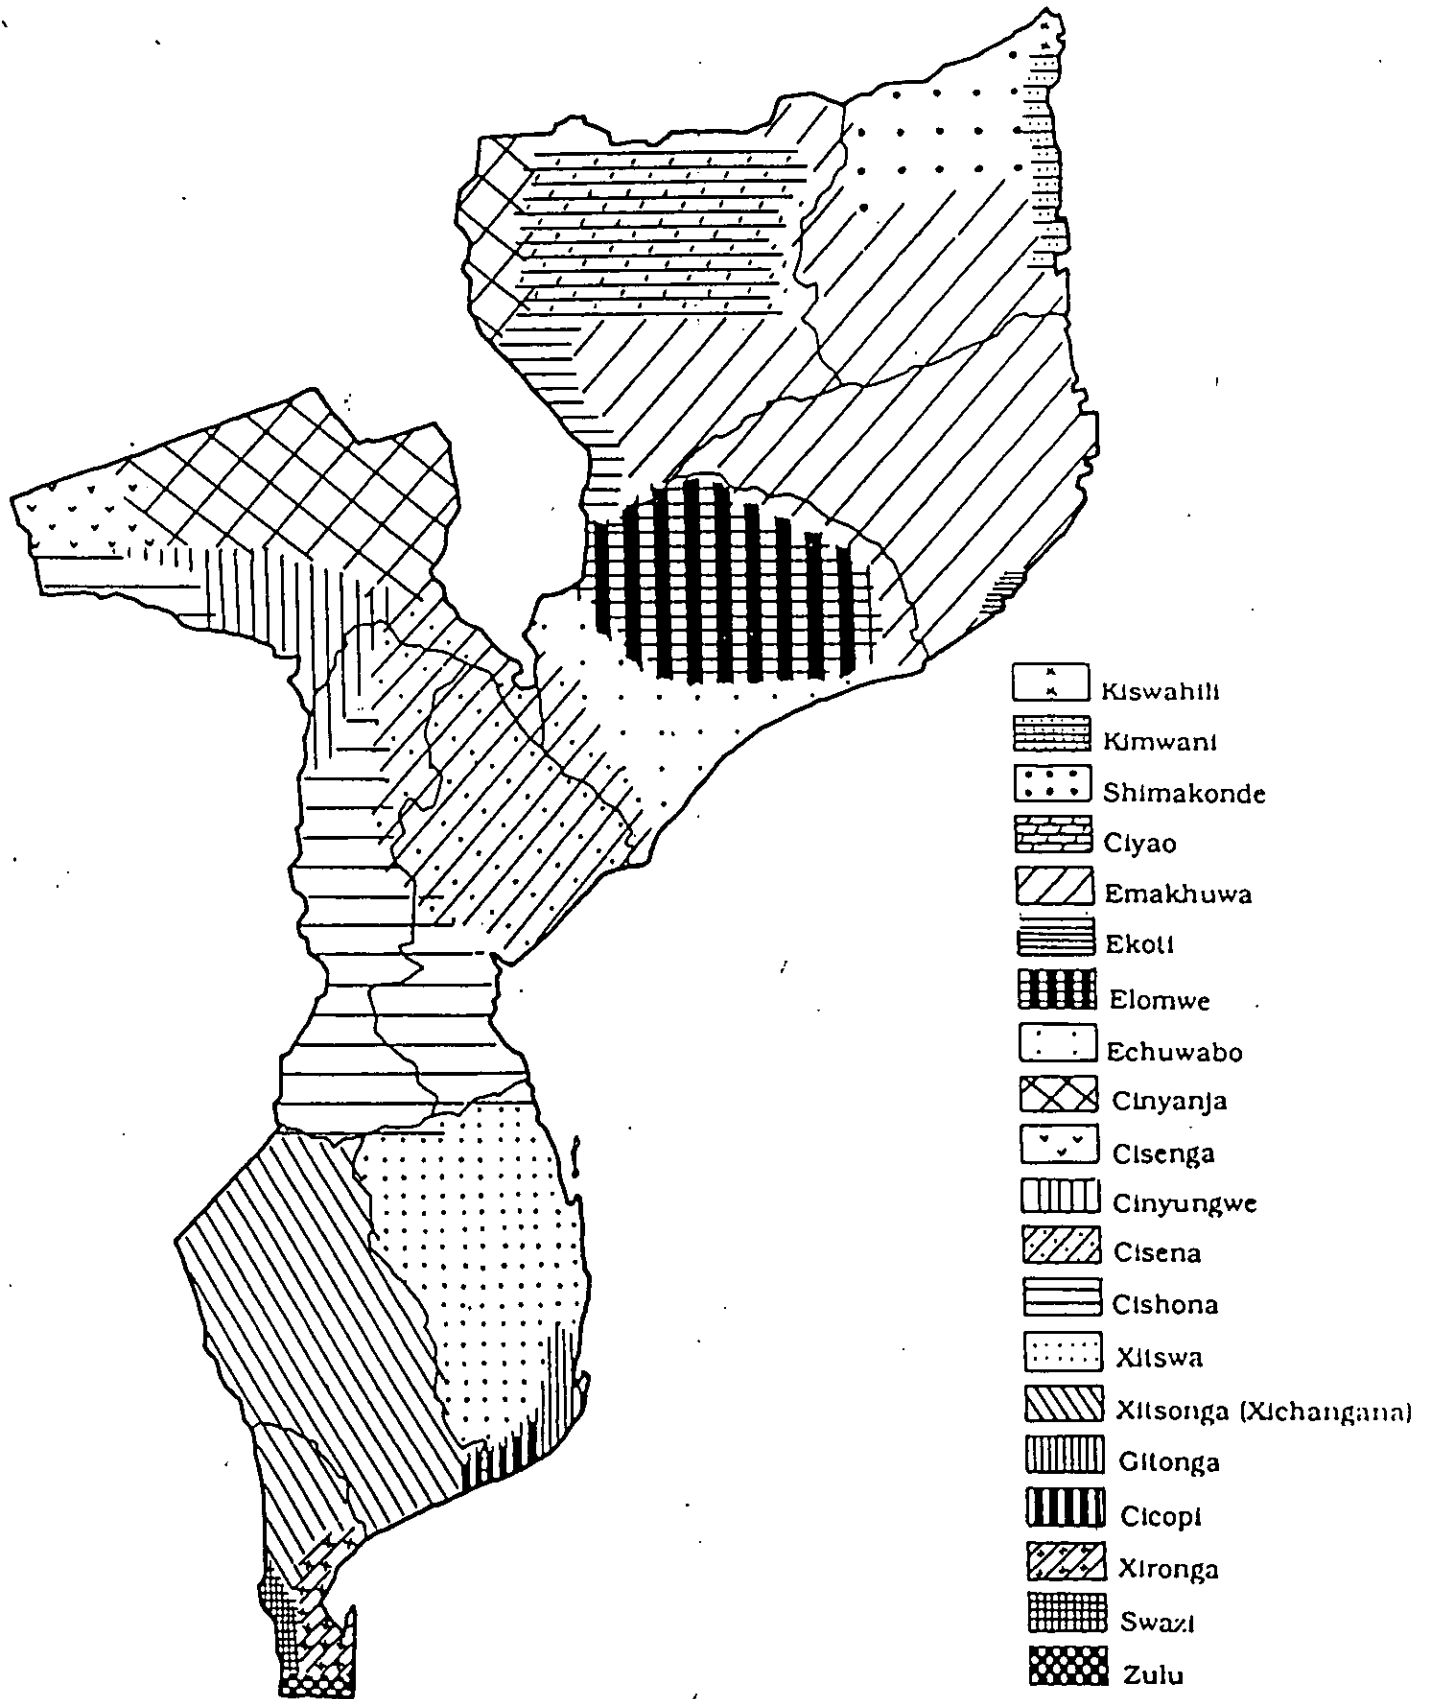 Kiswahili
Kimwani
Shimakonde
Ciyao
Emakhuwa
Ekoti
Elomwe
Echuwabo
Cinyanja
Cisenga
Cinyungwe
Cisena
Cishona
Xitswa
Xitsonga (Xichangana)
Gitonga
Cicopi
Xironga
Swazi
Zulu